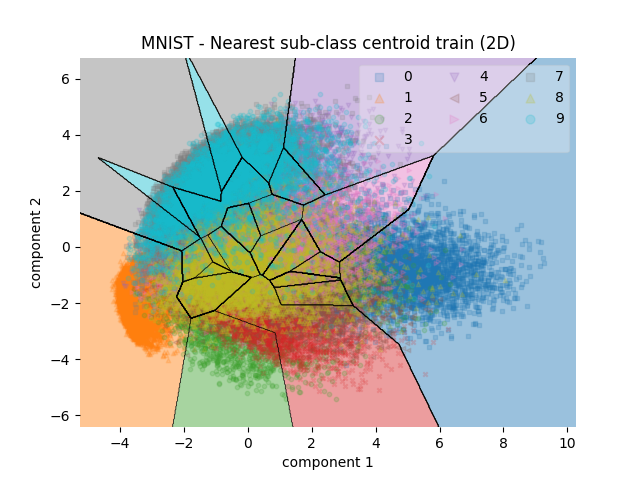 MNIST - Nearest sub-class centroid train (2D)
0 4 7
1 5 8
2 6 9
3
6
4
2
0
−2
−4
−6
component 2
−4 −2 0 2 4 6 8 10
component 1